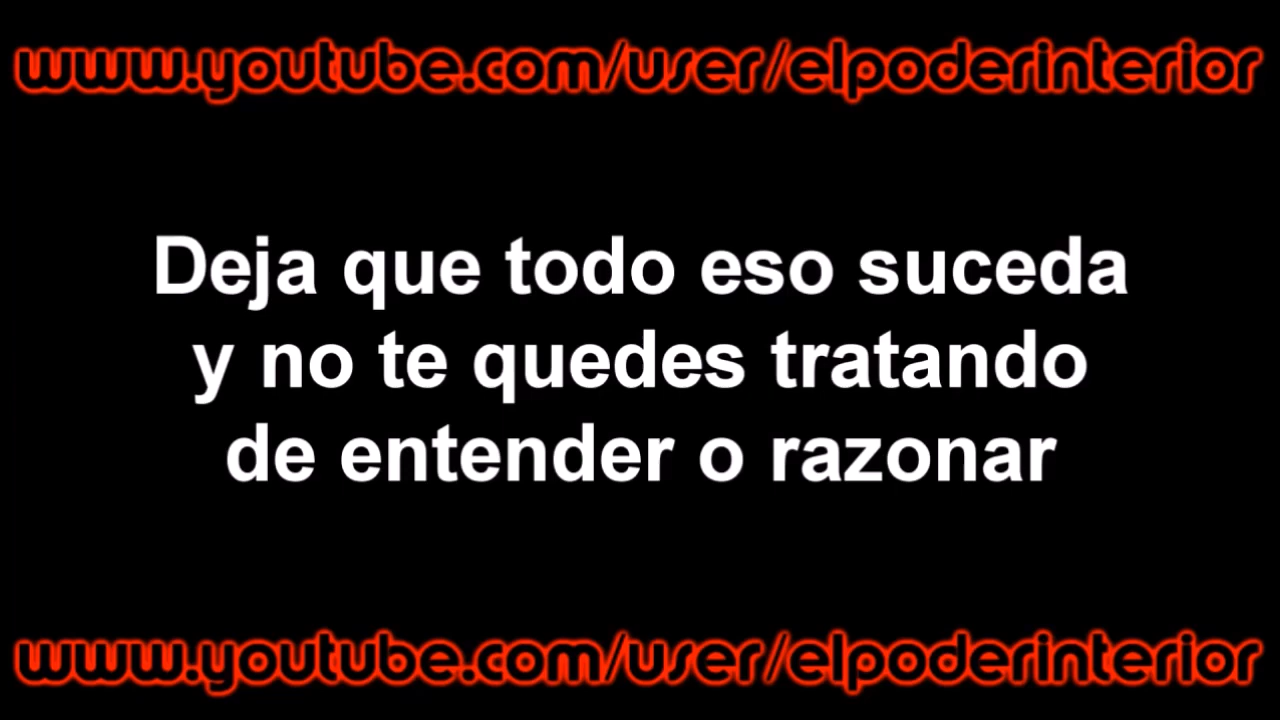 www.youtube.com/user/elpoderinterior
Deja que todo eso suceda
y no te quedes tratando
de entender o razonar
www.youtube.com/user/elpoderinterior